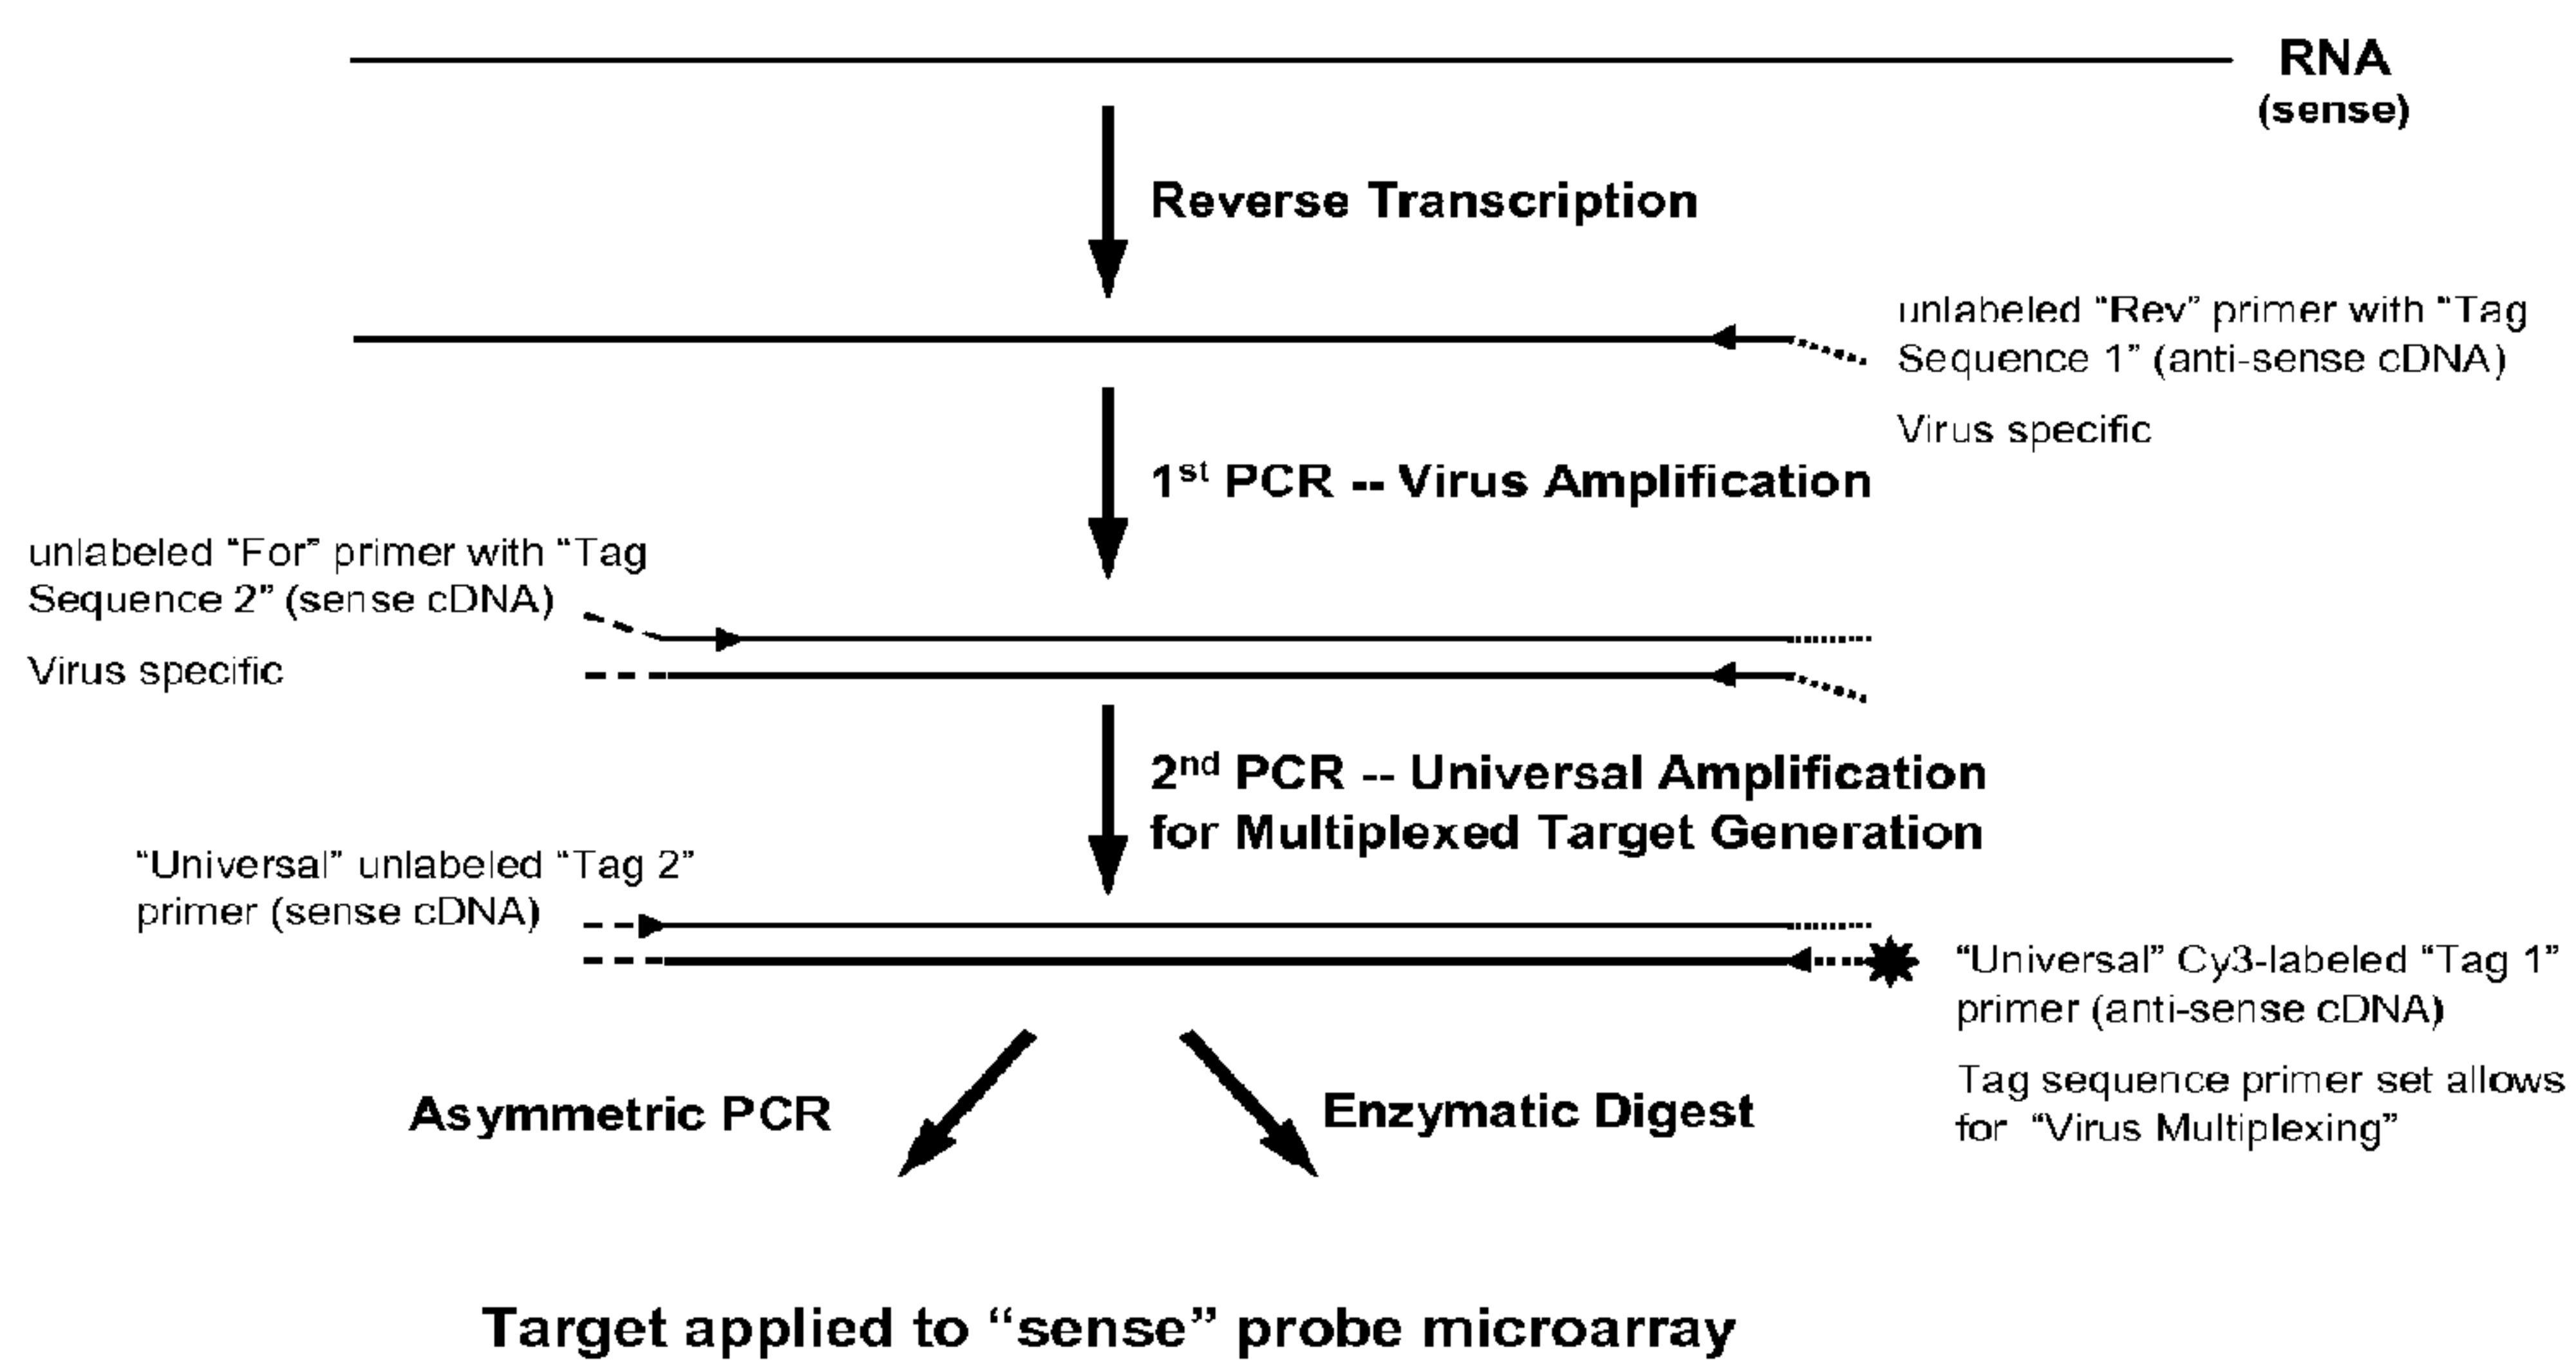 RNA
(sense)
Reverse Transcription
unlabeled “Rev” primer with “Tag
Sequence 1” (anti-sense cDNA)
Virus specific
1st PCR -- Virus Amplification
unlabeled “For” primer with “Tag
Sequence 2” (sense cDNA)
Virus specific
2nd PCR -- Universal Amplification
for Multiplexed Target Generation
“Universal” unlabeled “Tag 2”
primer (sense cDNA)
“Universal” Cy3-labeled “Tag 1”
primer (anti-sense cDNA)
Tag sequence primer set allows
for “Virus Multiplexing”
Asymmetric PCR
Enzymatic Digest
Target applied to “sense” probe microarray